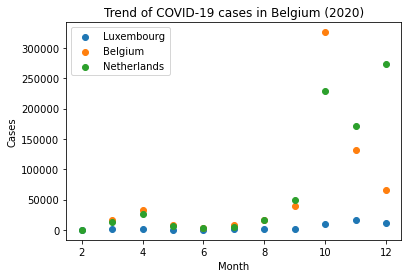 Trend of COVID-19 cases in Belgium (2020)
Luxembourg
Belgium
Netherlands
Cases
300000
250000
200000
150000
100000
50000
0
2 4 6 8 10 12
Month